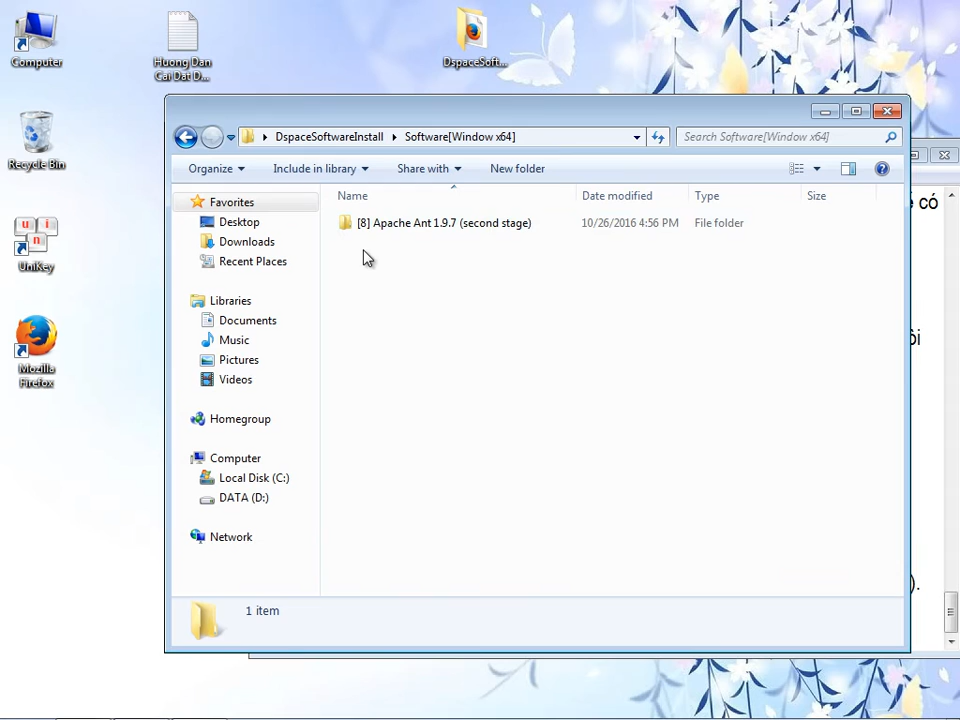 Computer
Huong Dan
Cai Dat D...
DspaceSoft...
Recycle Bin
UniKey
Mozilla
Firefox
DspaceSoftwareInstall
Software[Window x64]
Search Software[Window x64]
Organize
Include in library
Share with
New folder
Name
Date modified
Type
Size
Favorites
Desktop
Downloads
Recent Places
Libraries
Documents
Music
Pictures
Videos
Homegroup
Computer
Local Disk (C:)
DATA (D:)
Network
[8] Apache Ant 1.9.7 (second stage)
10/26/2016 4:56 PM
File folder
1 item
có
).